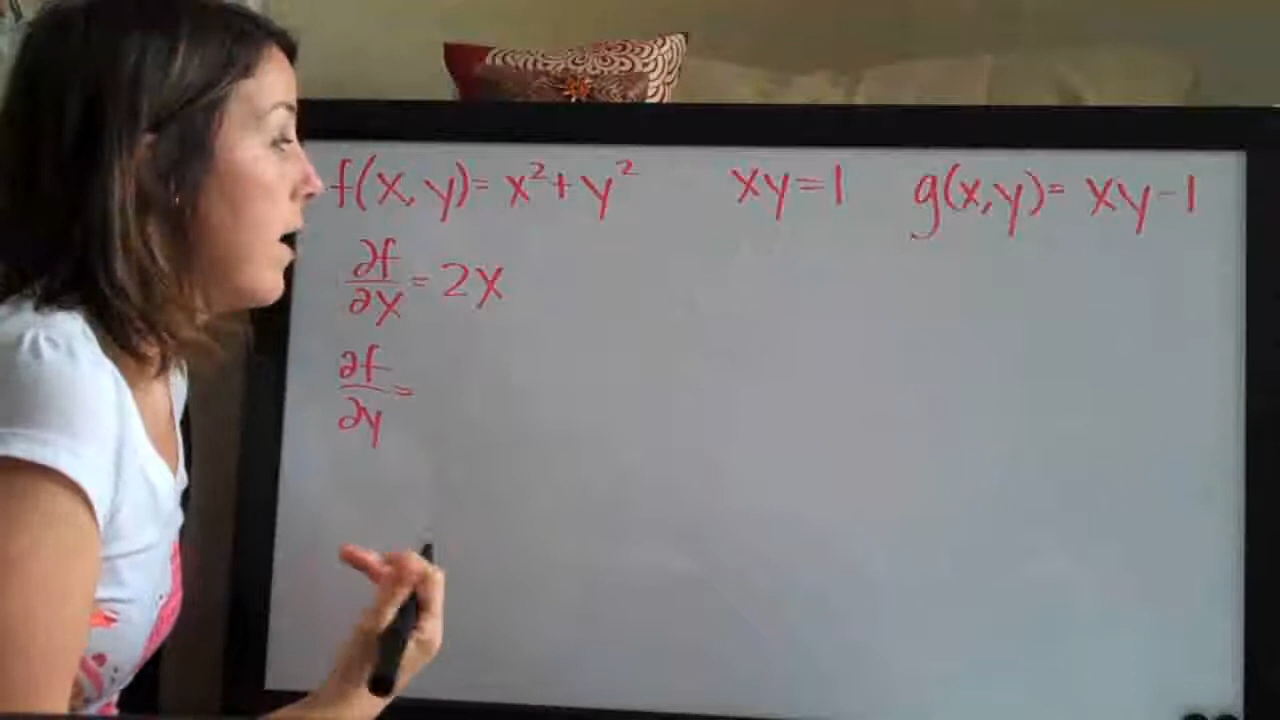 f(x,y)= x²+y² xy=1 g(x,y)= xy-1
∂f/∂x = 2x
∂f/∂y =